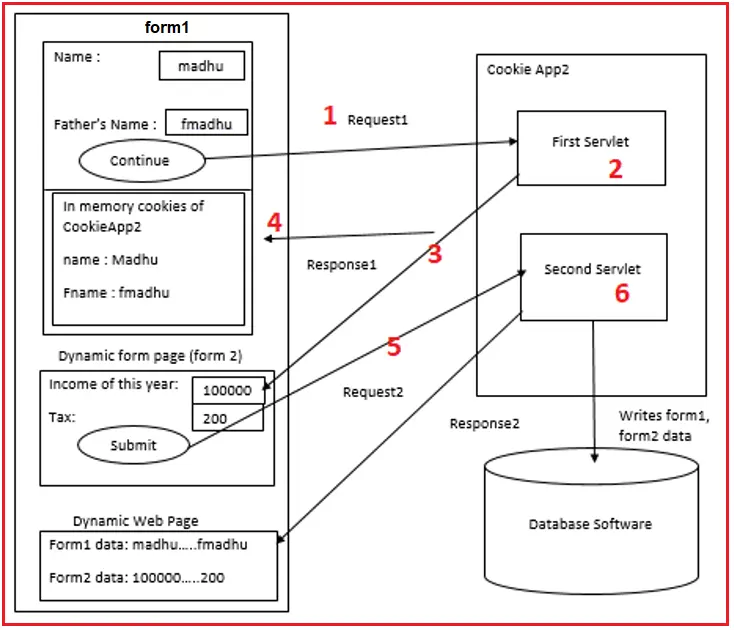 form1
Name :
madhu
Father's Name :
fmadhu
Continue
In memory cookies of
CookieApp2
name : Madhu
Fname : fmadhu
1
Request1
Cookie App2
First Servlet
2
4
3
Response1
Second Servlet
6
5
Dynamic form page (form 2)
Income of this year:
100000
Tax:
200
Submit
Request2
Response2
Writes form1,
form2 data
Database Software
Dynamic Web Page
Form1 data: madhu.....fmadhu
Form2 data: 100000.....200